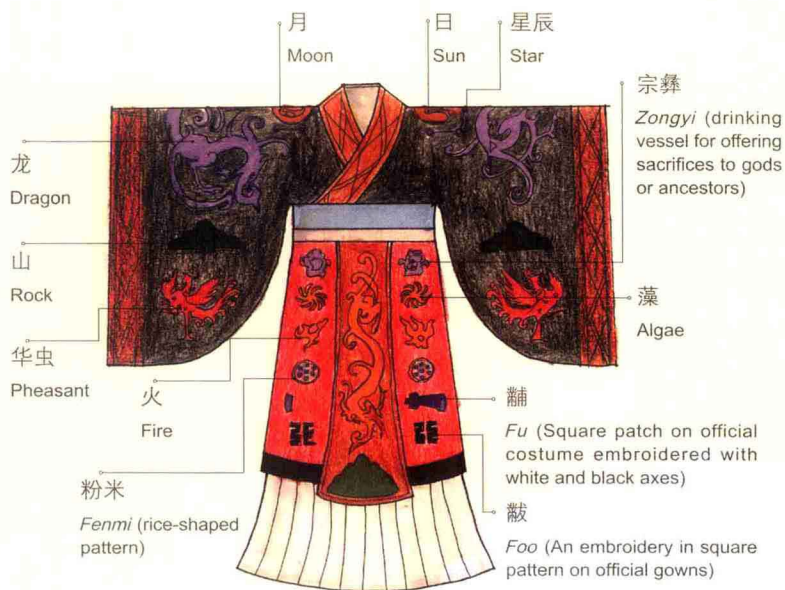 月
Moon
日
Sun
星辰
Star
宗彝
Zongyi (drinking
vessel for offering
sacrifices to gods
or ancestors)
龙
Dragon
山
Rock
华虫
Pheasant
火
Fire
粉米
Fenmi (rice-shaped
pattern)
藻
Algae
黼
Fu (Square patch on official
costume embroidered with
white and black axes)
黻
Foo (An embroidery in square
pattern on official gowns)